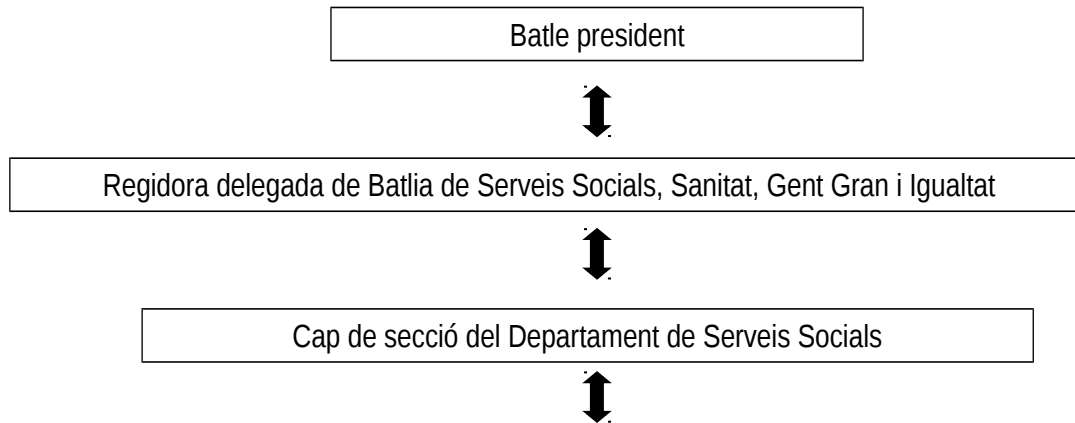 Batle president
Regidora delegada de Batlia de Serveis Socials, Sanitat, Gent Gran i Igualtat
Cap de secció del Departament de Serveis Socials